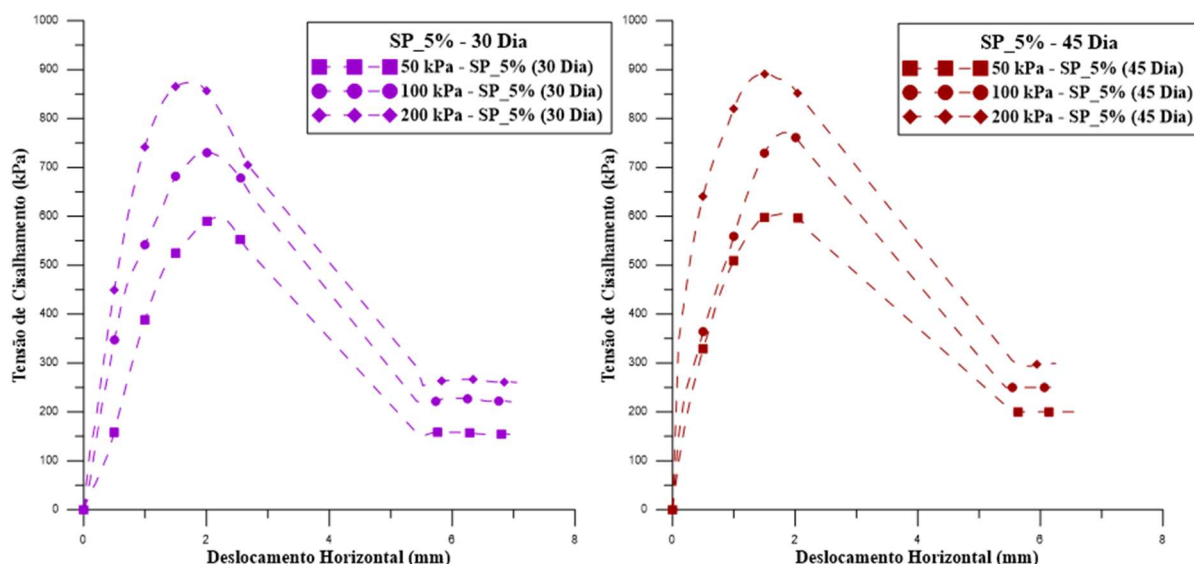 SP_5% - 30 Dia
50 kPa - SP_5% (30 Dia)
100 kPa - SP_5% (30 Dia)
200 kPa - SP_5% (30 Dia)
Tensão de Cisalhamento (kPa)
1000
900
800
700
600
500
400
300
200
100
0
0
2
4
6
8
Deslocamento Horizontal (mm)
SP_5% - 45 Dia
50 kPa - SP_5% (45 Dia)
100 kPa - SP_5% (45 Dia)
200 kPa - SP_5% (45 Dia)
Tensão de Cisalhamento (kPa)
1000
900
800
700
600
500
400
300
200
100
0
0
2
4
6
8
Deslocamento Horizontal (mm)